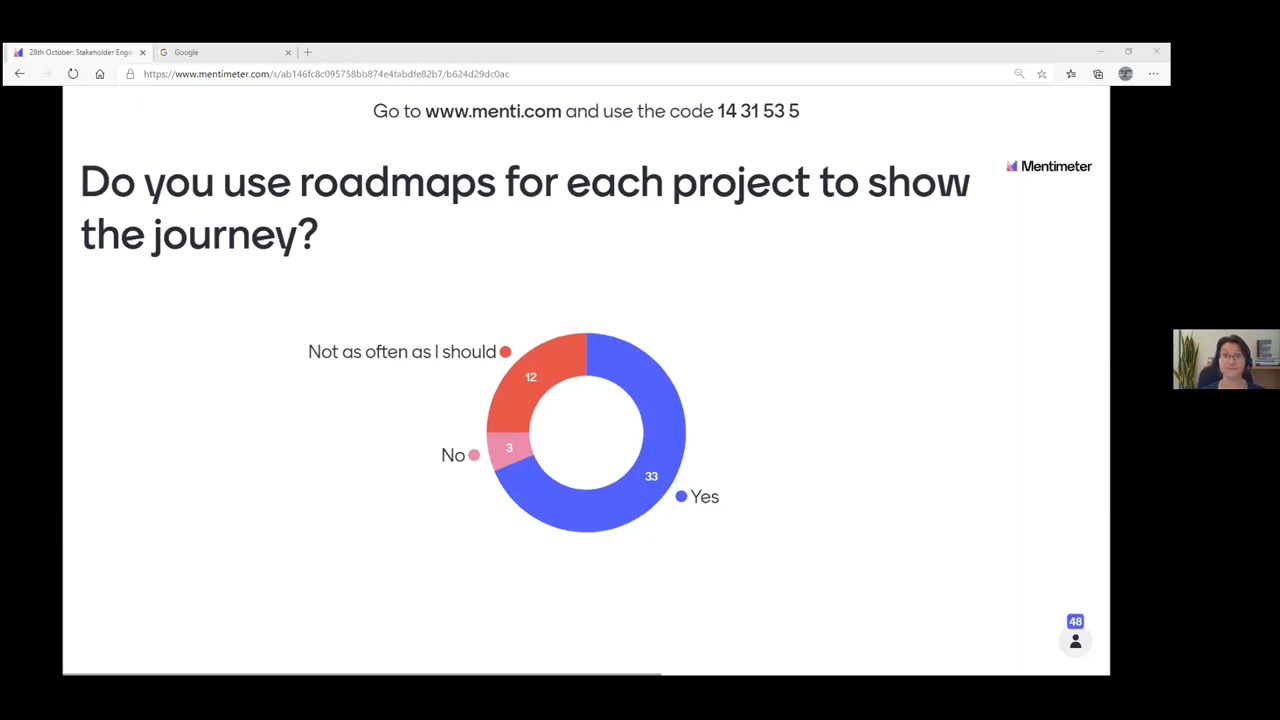 28th October: Stakeholder Enga
Google
https://www.mentimeter.com/s/ab146fc8c095758bb874e4fabdfe82b7/b624d29dc0ac
Go to www.menti.com and use the code 14 31 53 5
Mentimeter
Do you use roadmaps for each project to show
the journey?
Not as often as I should
12
No
3
33
Yes
48